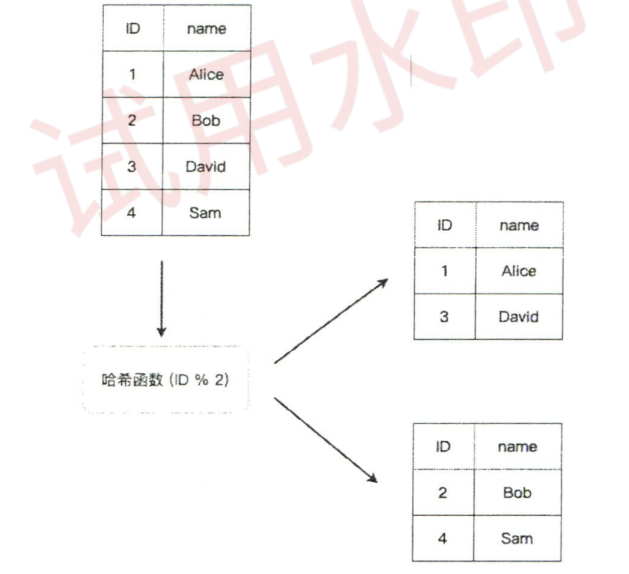 试用水印
ID name
1 Alice
2 Bob
3 David
4 Sam
哈希函数 (ID % 2)
ID name
1 Alice
3 David
ID name
2 Bob
4 Sam